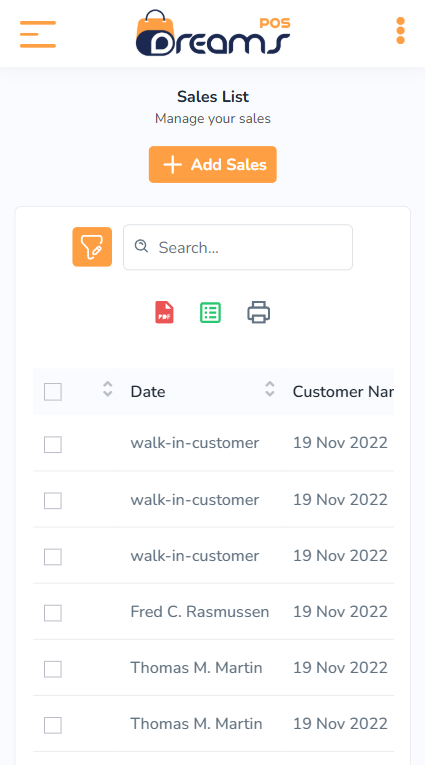 POS
Dreams
Sales List
Manage your sales
Add Sales
Search...
PDF
Date Customer Nar
walk-in-customer 19 Nov 2022
walk-in-customer 19 Nov 2022
walk-in-customer 19 Nov 2022
Fred C. Rasmussen 19 Nov 2022
Thomas M. Martin 19 Nov 2022
Thomas M. Martin 19 Nov 2022